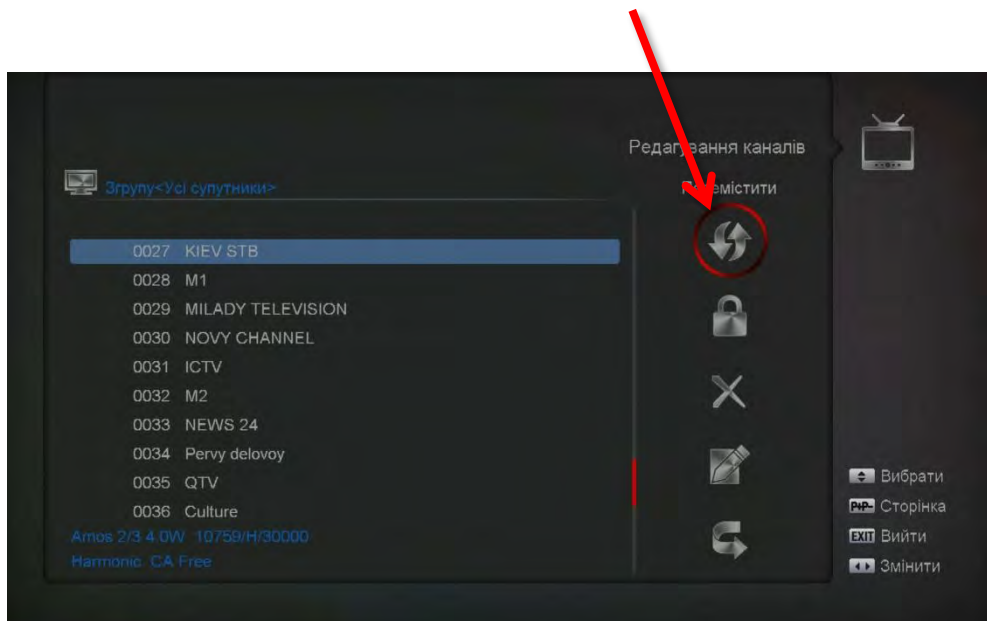 Редагування каналів
Згрупу<Усі супутники>
Перемістити
0027 KIEV STB
0028 M1
0029 MILADY TELEVISION
0030 NOVY CHANNEL
0031 ICTV
0032 M2
0033 NEWS 24
0034 Pervy delovoy
0035 QTV
0036 Culture
Amos 2/3 4.0W 10759/H/30000
Harmonic CA Free
Вибрати
P+P- Сторінка
EXIT Вийти
Змінити